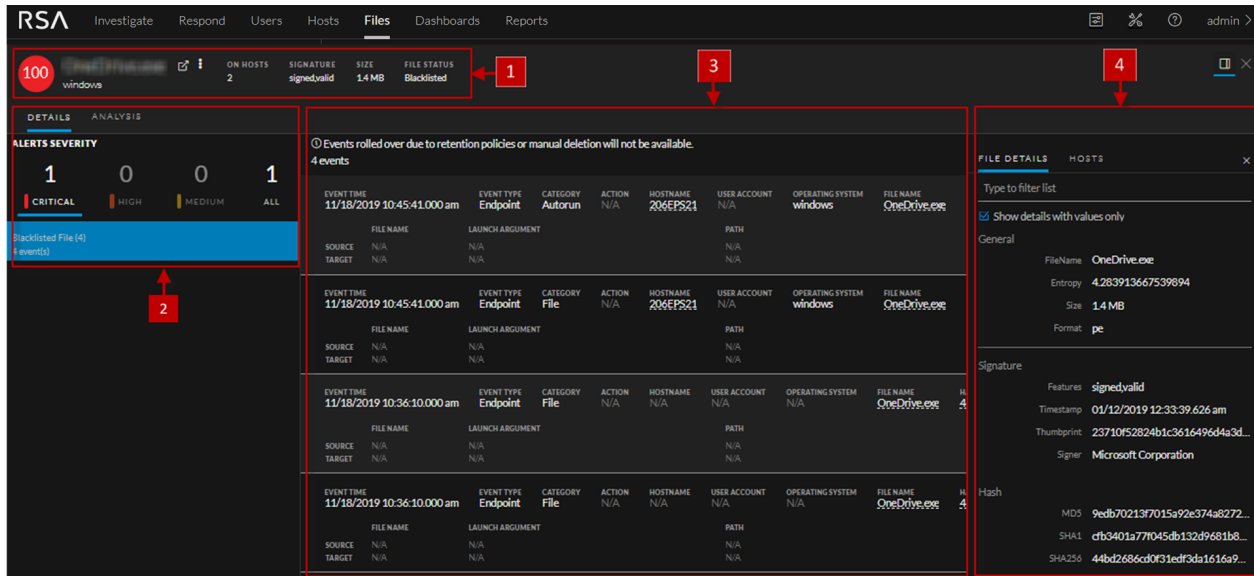 RSA Investigate Respond Users Hosts Files Dashboards Reports admin
100
windows
ON HOSTS SIGNATURE SIZE FILE STATUS
2 signed,valid 1.4 MB Blacklisted
1
3
4
DETAILS ANALYSIS
ALERTS SEVERITY
1 0 0 1
CRITICAL HIGH MEDIUM ALL
Blacklisted File (4)
4 event(s)
2
Events rolled over due to retention policies or manual deletion will not be available.
4 events
EVENT TIME EVENT TYPE CATEGORY ACTION HOSTNAME USER ACCOUNT OPERATING SYSTEM FILE NAME
11/18/2019 10:45:41.000 am Endpoint Autorun N/A 206EPS21 N/A windows OneDrive.exe
FILE NAME LAUNCH ARGUMENT PATH
SOURCE N/A N/A N/A
TARGET N/A N/A N/A
EVENT TIME EVENT TYPE CATEGORY ACTION HOSTNAME USER ACCOUNT OPERATING SYSTEM FILE NAME
11/18/2019 10:45:41.000 am Endpoint File N/A 206EPS21 N/A windows OneDrive.exe
FILE NAME LAUNCH ARGUMENT PATH
SOURCE N/A N/A N/A
TARGET N/A N/A N/A
EVENT TIME EVENT TYPE CATEGORY ACTION HOSTNAME USER ACCOUNT OPERATING SYSTEM FILE NAME
11/18/2019 10:36:10.000 am Endpoint File N/A N/A N/A N/A OneDrive.exe 4
FILE NAME LAUNCH ARGUMENT PATH
SOURCE N/A N/A N/A
TARGET N/A N/A N/A
EVENT TIME EVENT TYPE CATEGORY ACTION HOSTNAME USER ACCOUNT OPERATING SYSTEM FILE NAME
11/18/2019 10:36:10.000 am Endpoint File N/A N/A N/A N/A OneDrive.exe 4
FILE NAME LAUNCH ARGUMENT PATH
SOURCE N/A N/A N/A
TARGET N/A N/A N/A
FILE DETAILS HOSTS
Type to filter list
Show details with values only
General
FileName OneDrive.exe
Entropy 4.283913667539894
Size 1.4 MB
Format pe
Signature
Features signed,valid
Timestamp 01/12/2019 12:33:39.626 am
Thumbprint 23710f52824b1c3616496d4a3d...
Signer Microsoft Corporation
Hash
MD5 9edb70213f7015a92e374a8272...
SHA1 cfb3401a77f045db132d9681b8...
SHA256 44bd2686cd0f31edf3da1616a9...